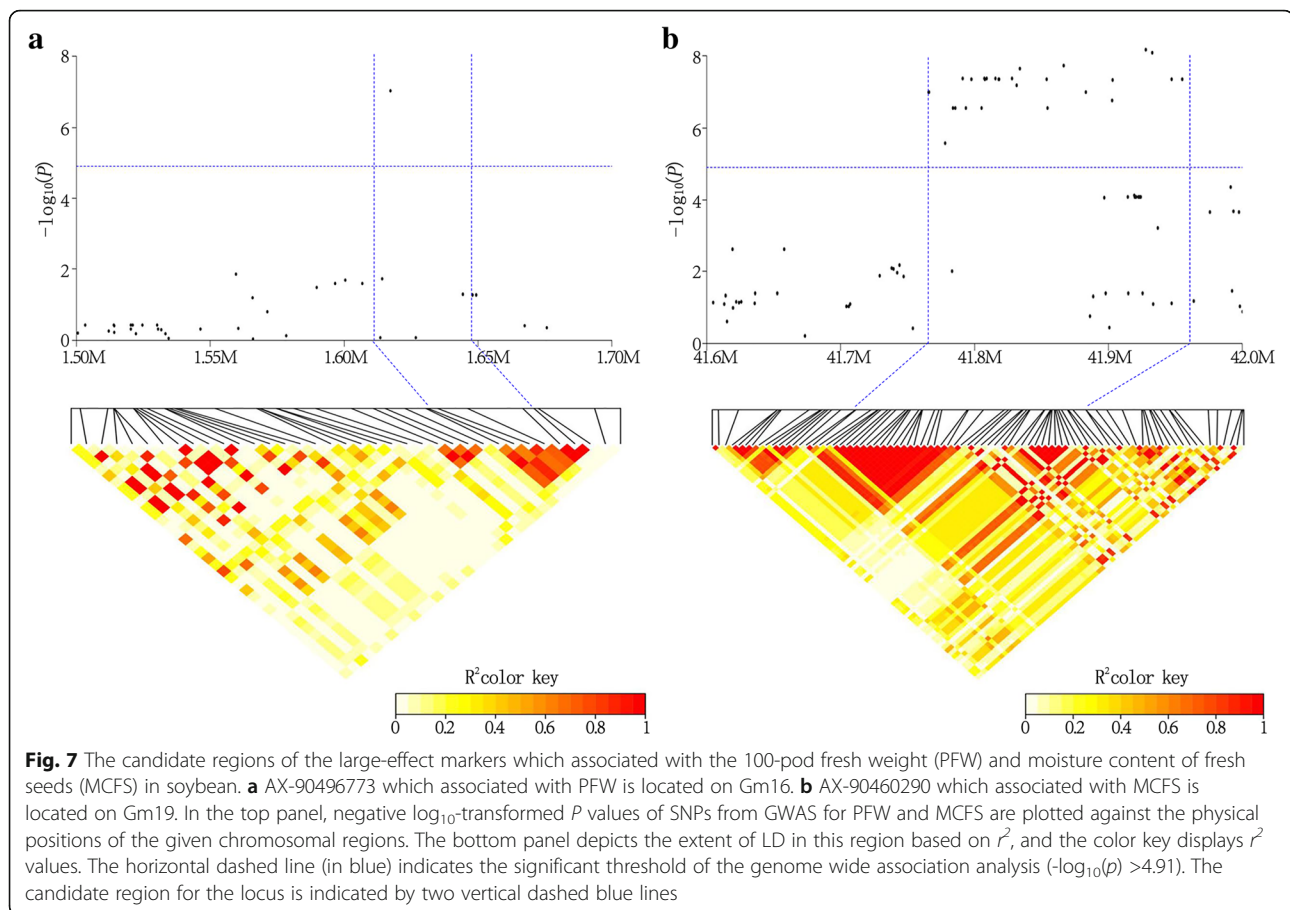 a
b
8
6
4
2
0
−log10(P)
1.50M 1.55M 1.60M 1.65M 1.70M
8
6
4
2
0
−log10(P)
41.6M 41.7M 41.8M 41.9M 42.0M
R² color key
0 0.2 0.4 0.6 0.8 1
R² color key
0 0.2 0.4 0.6 0.8 1
Fig. 7 The candidate regions of the large-effect markers which associated with the 100-pod fresh weight (PFW) and moisture content of fresh
seeds (MCFS) in soybean. a AX-90496773 which associated with PFW is located on Gm16. b AX-90460290 which associated with MCFS is
located on Gm19. In the top panel, negative log10-transformed P values of SNPs from GWAS for PFW and MCFS are plotted against the physical
positions of the given chromosomal regions. The bottom panel depicts the extent of LD in this region based on r², and the color key displays r²
values. The horizontal dashed line (in blue) indicates the significant threshold of the genome wide association analysis (-log10(p) >4.91). The
candidate region for the locus is indicated by two vertical dashed blue lines